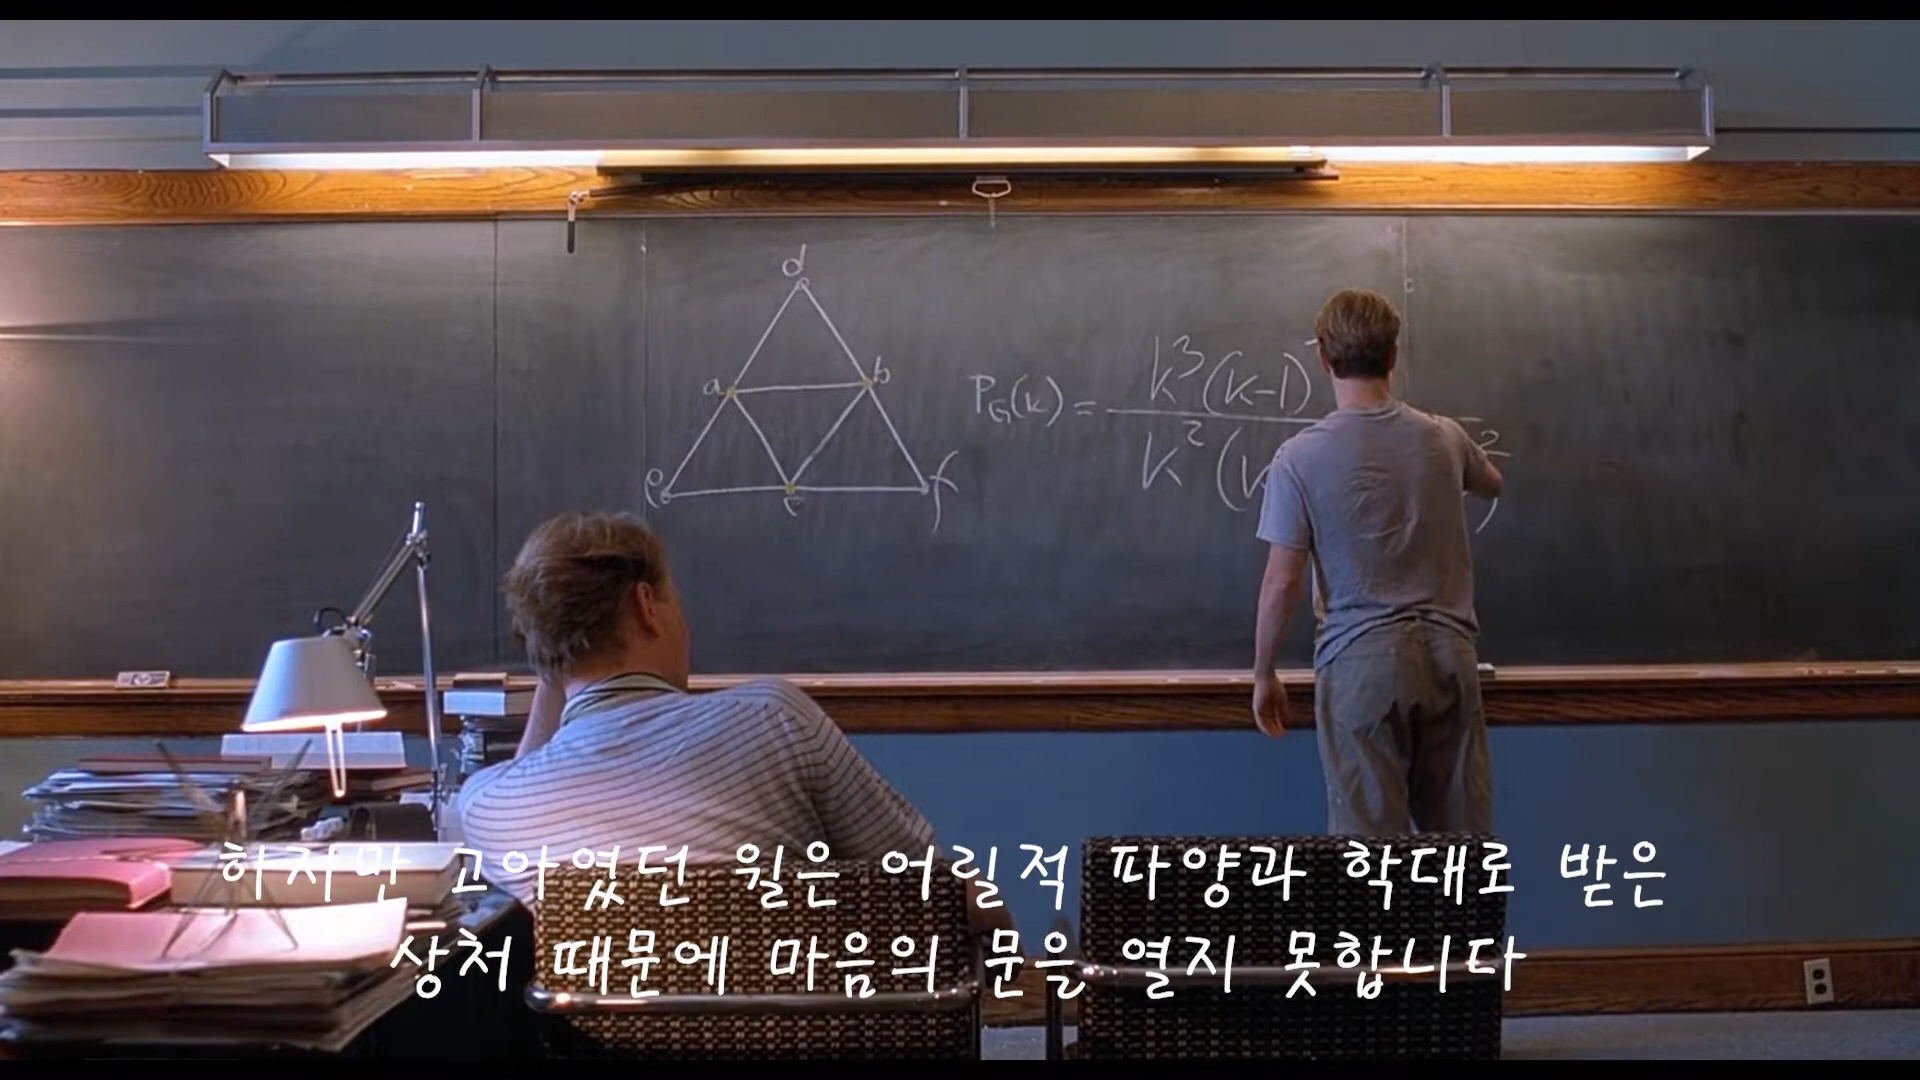 d
a b
e c f
P_G(k) = k³(k-1)
k² (k
2
)
하지만 고아였던 윌은 어릴적 파양과 학대로 받은
상처 때문에 마음의 문을 열지 못합니다